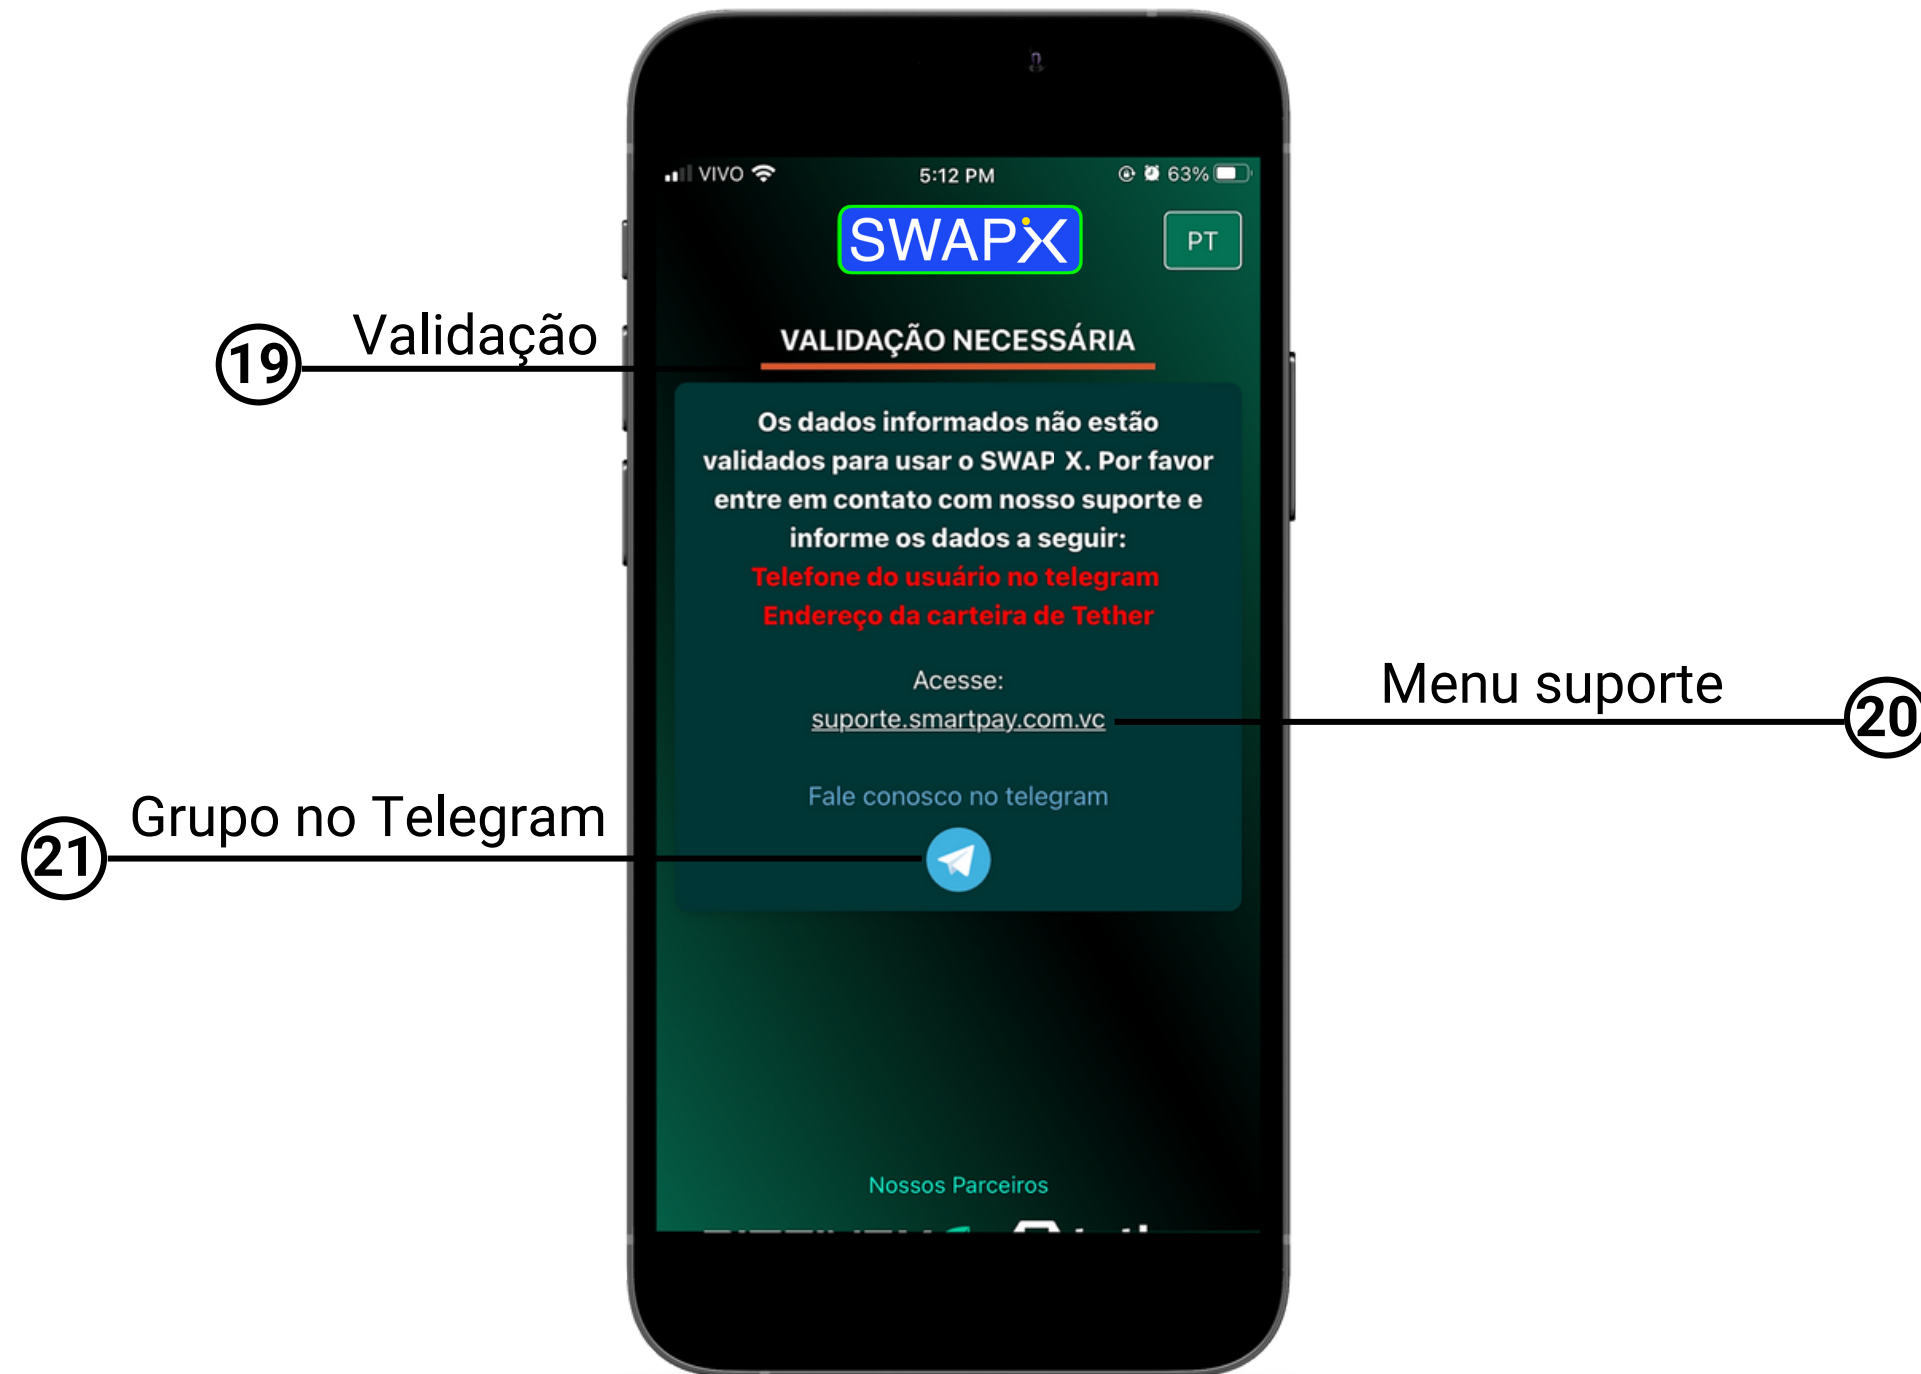 VIVO 5:12 PM 63%
SWAPX
PT
VALIDAÇÃO NECESSÁRIA
19 Validação
Os dados informados não estão
validados para usar o SWAP X. Por favor
entre em contato com nosso suporte e
informe os dados a seguir:
Telefone do usuário no telegram
Endereço da carteira de Tether
Acesse:
suporte.smartpay.com.vc
Menu suporte 20
Fale conosco no telegram
21 Grupo no Telegram
Nossos Parceiros